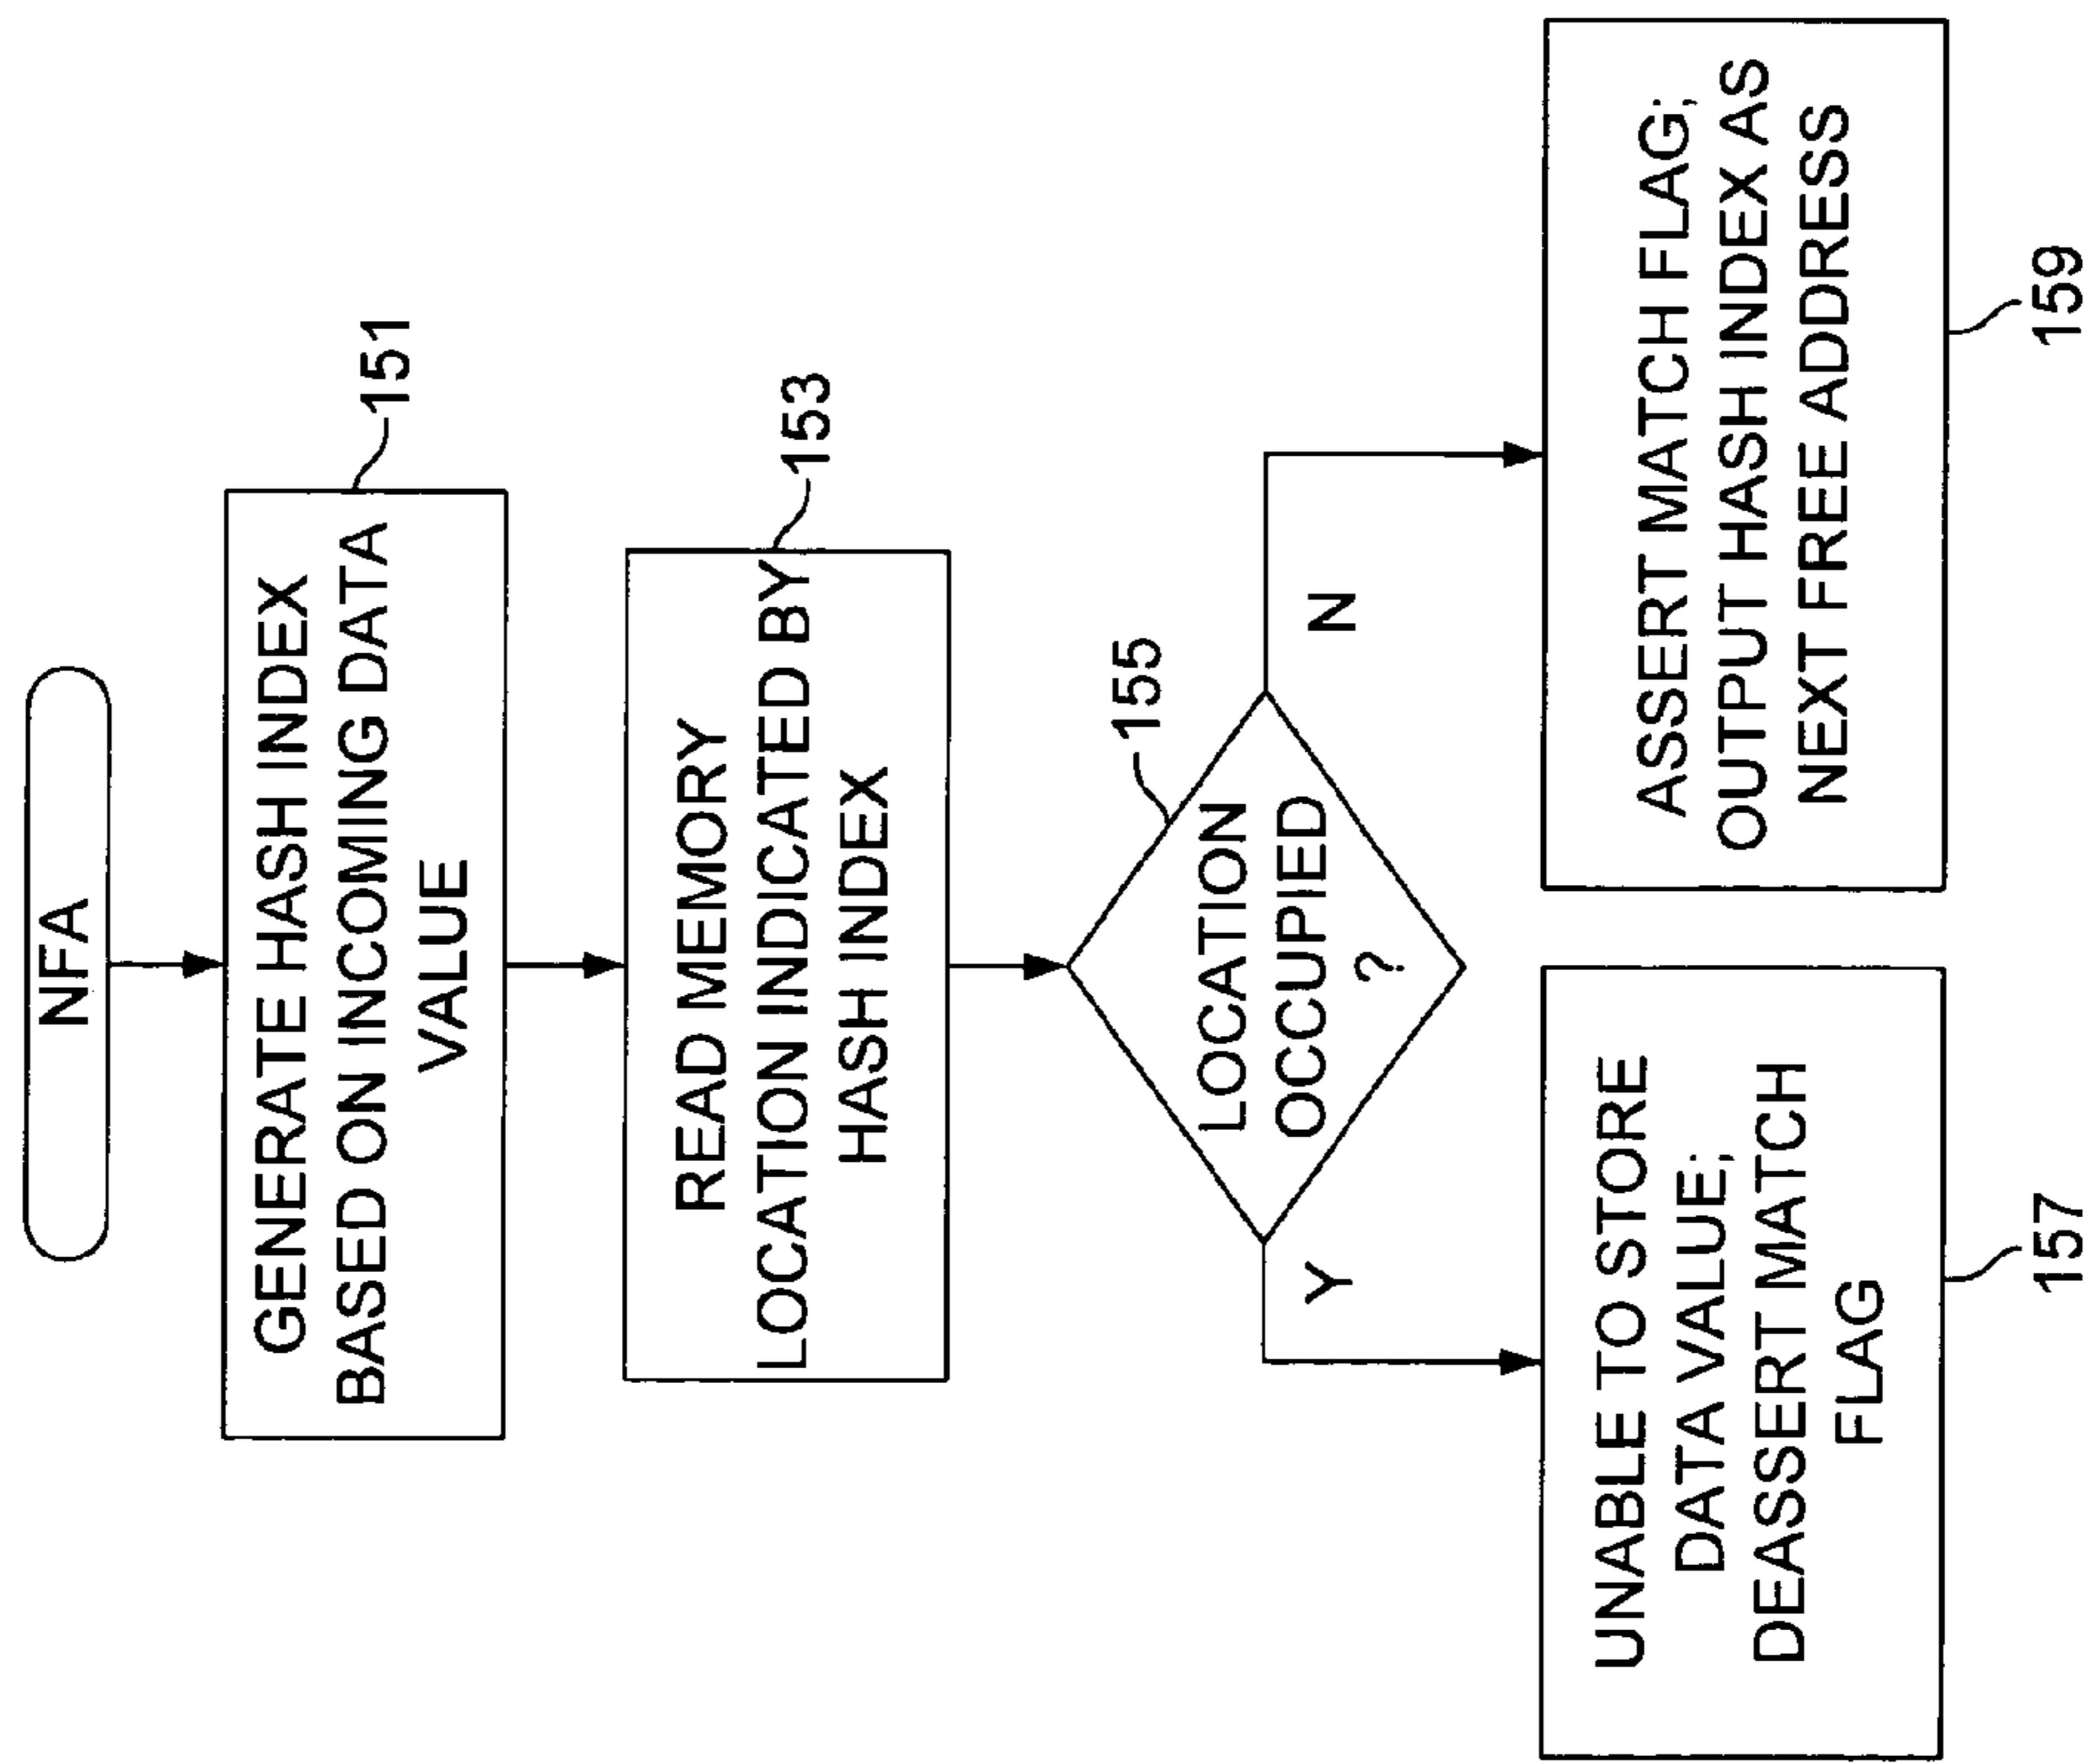 NFA
GENERATE HASH INDEX
BASED ON INCOMING DATA
VALUE
151
READ MEMORY
LOCATION INDICATED BY
HASH INDEX
153
LOCATION
OCCUPIED
?
155
Y
N
UNABLE TO STORE
DATA VALUE;
DEASSERT MATCH
FLAG
157
ASSERT MATCH FLAG;
OUTPUT HASH INDEX AS
NEXT FREE ADDRESS
159